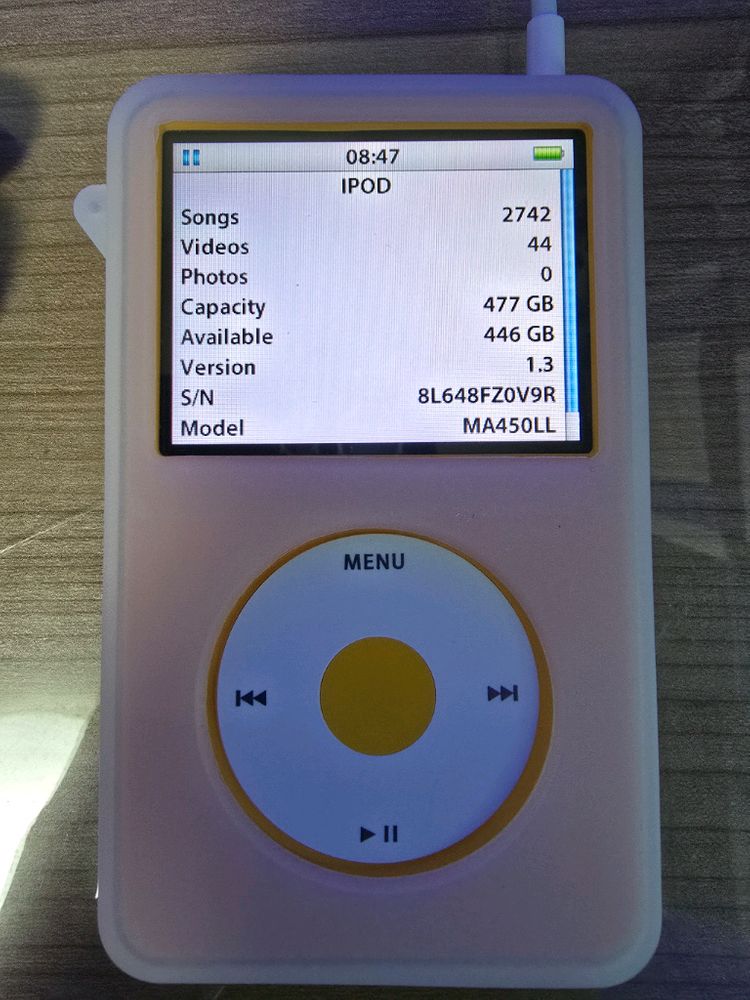 08:47
IPOD
Songs 2742
Videos 44
Photos 0
Capacity 477 GB
Available 446 GB
Version 1.3
S/N 8L648FZ0V9R
Model MA450LL
MENU